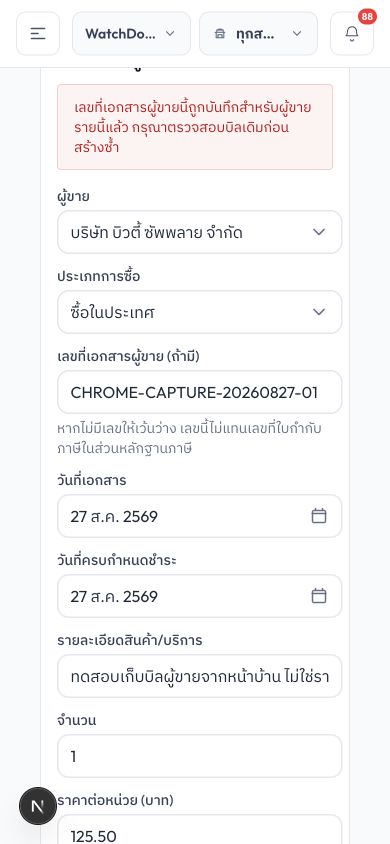 WatchDo...
ทุกส...
88
เลขที่เอกสารผู้ขายนี้ถูกบันทึกสำหรับผู้ขาย
รายนี้แล้ว กรุณาตรวจสอบบิลเดิมก่อน
สร้างซ้ำ
ผู้ขาย
บริษัท บิวตี้ ซัพพลาย จำกัด
ประเภทการซื้อ
ซื้อในประเทศ
เลขที่เอกสารผู้ขาย (ถ้ามี)
CHROME-CAPTURE-20260827-01
หากไม่มีเลขให้เว้นว่าง เลขนี้ไม่แทนเลขที่ใบกำกับ
ภาษีในส่วนหลักฐานภาษี
วันที่เอกสาร
27 ส.ค. 2569
วันที่ครบกำหนดชำระ
27 ส.ค. 2569
รายละเอียดสินค้า/บริการ
ทดสอบเก็บบิลผู้ขายจากหน้าบ้าน ไม่ใช่รา
จำนวน
1
ราคาต่อหน่วย (บาท)
125.50
N